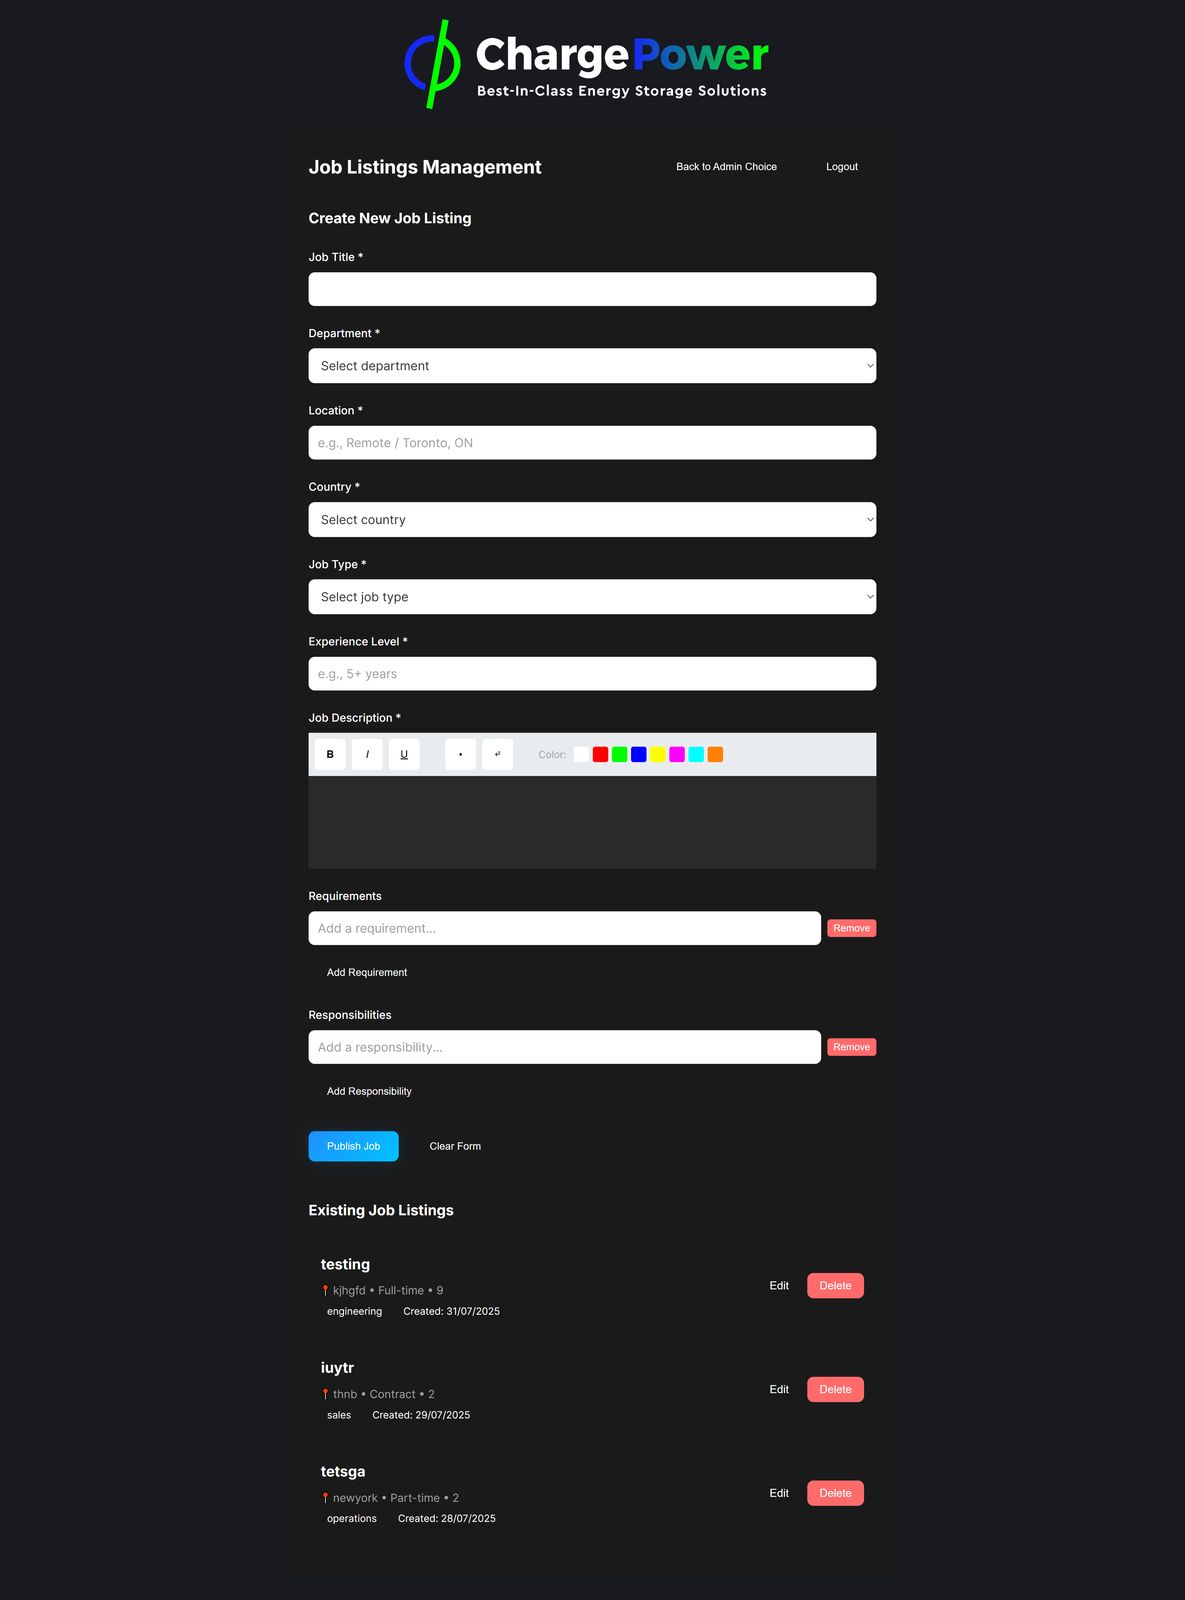 ChargePower
Best-In-Class Energy Storage Solutions
Job Listings Management
Back to Admin Choice
Logout
Create New Job Listing
Job Title *
Department *
Select department
Location *
e.g., Remote / Toronto, ON
Country *
Select country
Job Type *
Select job type
Experience Level *
e.g., 5+ years
Job Description *
B I U • ↵ Color:
Requirements
Add a requirement...
Remove
Add Requirement
Responsibilities
Add a responsibility...
Remove
Add Responsibility
Publish Job
Clear Form
Existing Job Listings
testing
kjhgfd • Full-time • 9
engineering Created: 31/07/2025
Edit
Delete
iuytr
thnb • Contract • 2
sales Created: 29/07/2025
Edit
Delete
tetsga
newyork • Part-time • 2
operations Created: 28/07/2025
Edit
Delete